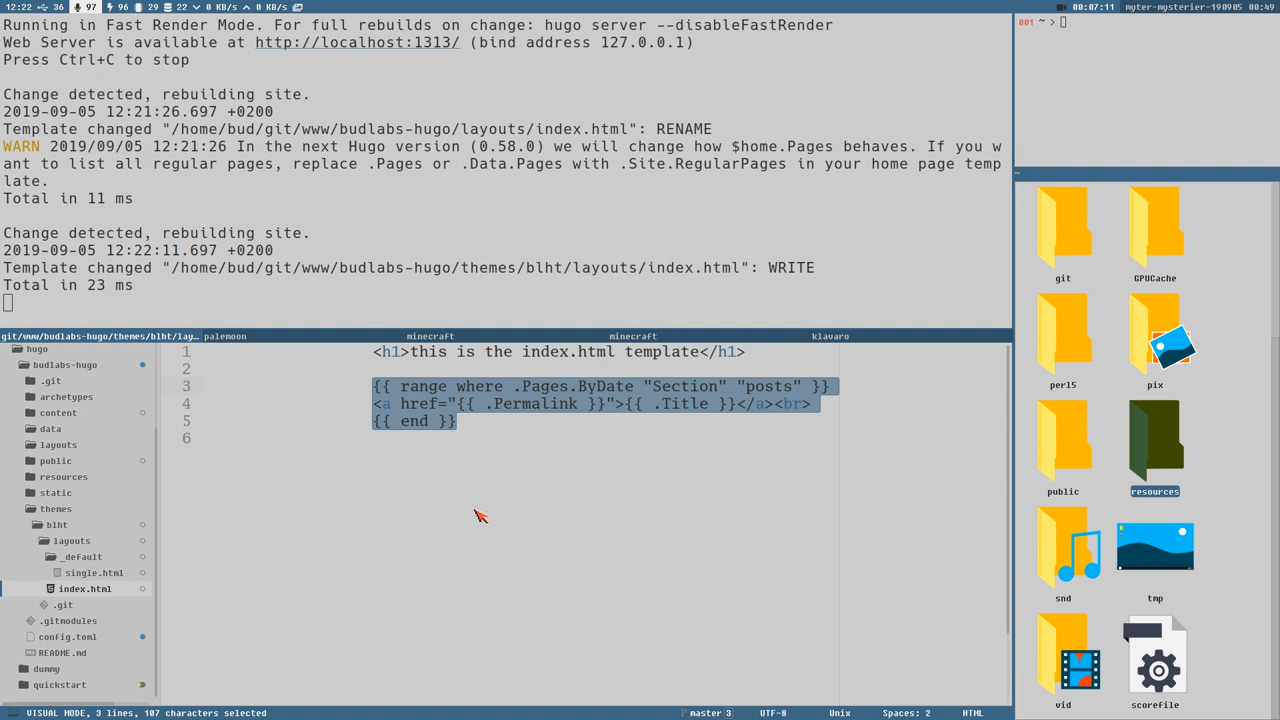 12:22 36 97 96 29 22 0 KB/s 0 KB/s
00:07:11 myter-mysterier-190905 00:49
Running in Fast Render Mode. For full rebuilds on change: hugo server --disableFastRender
Web Server is available at http://localhost:1313/ (bind address 127.0.0.1)
Press Ctrl+C to stop
Change detected, rebuilding site.
2019-09-05 12:21:26.697 +0200
Template changed "/home/bud/git/www/budlabs-hugo/layouts/index.html": RENAME
WARN 2019/09/05 12:21:26 In the next Hugo version (0.58.0) we will change how $home.Pages behaves. If you w
ant to list all regular pages, replace .Pages or .Data.Pages with .Site.RegularPages in your home page temp
late.
Total in 11 ms
Change detected, rebuilding site.
2019-09-05 12:22:11.697 +0200
Template changed "/home/bud/git/www/budlabs-hugo/themes/blht/layouts/index.html": WRITE
Total in 23 ms
001 ~ >
~
git/www/budlabs-hugo/themes/blht/lay… palemoon minecraft minecraft klavaro
hugo
budlabs-hugo
.git
archetypes
content
data
layouts
public
resources
static
themes
blht
layouts
_default
single.html
index.html
.git
.gitmodules
config.toml
README.md
dummy
quickstart
1 <h1>this is the index.html template</h1>
2
3 {{ range where .Pages.ByDate "Section" "posts" }}
4 <a href="{{ .Permalink }}">{{ .Title }}</a><br>
5 {{ end }}
6
git GPUCache
perl5 pix
public resources
snd tmp
vid scorefile
VISUAL MODE, 3 lines, 107 characters selected master 3 UTF-8 Unix Spaces: 2 HTML